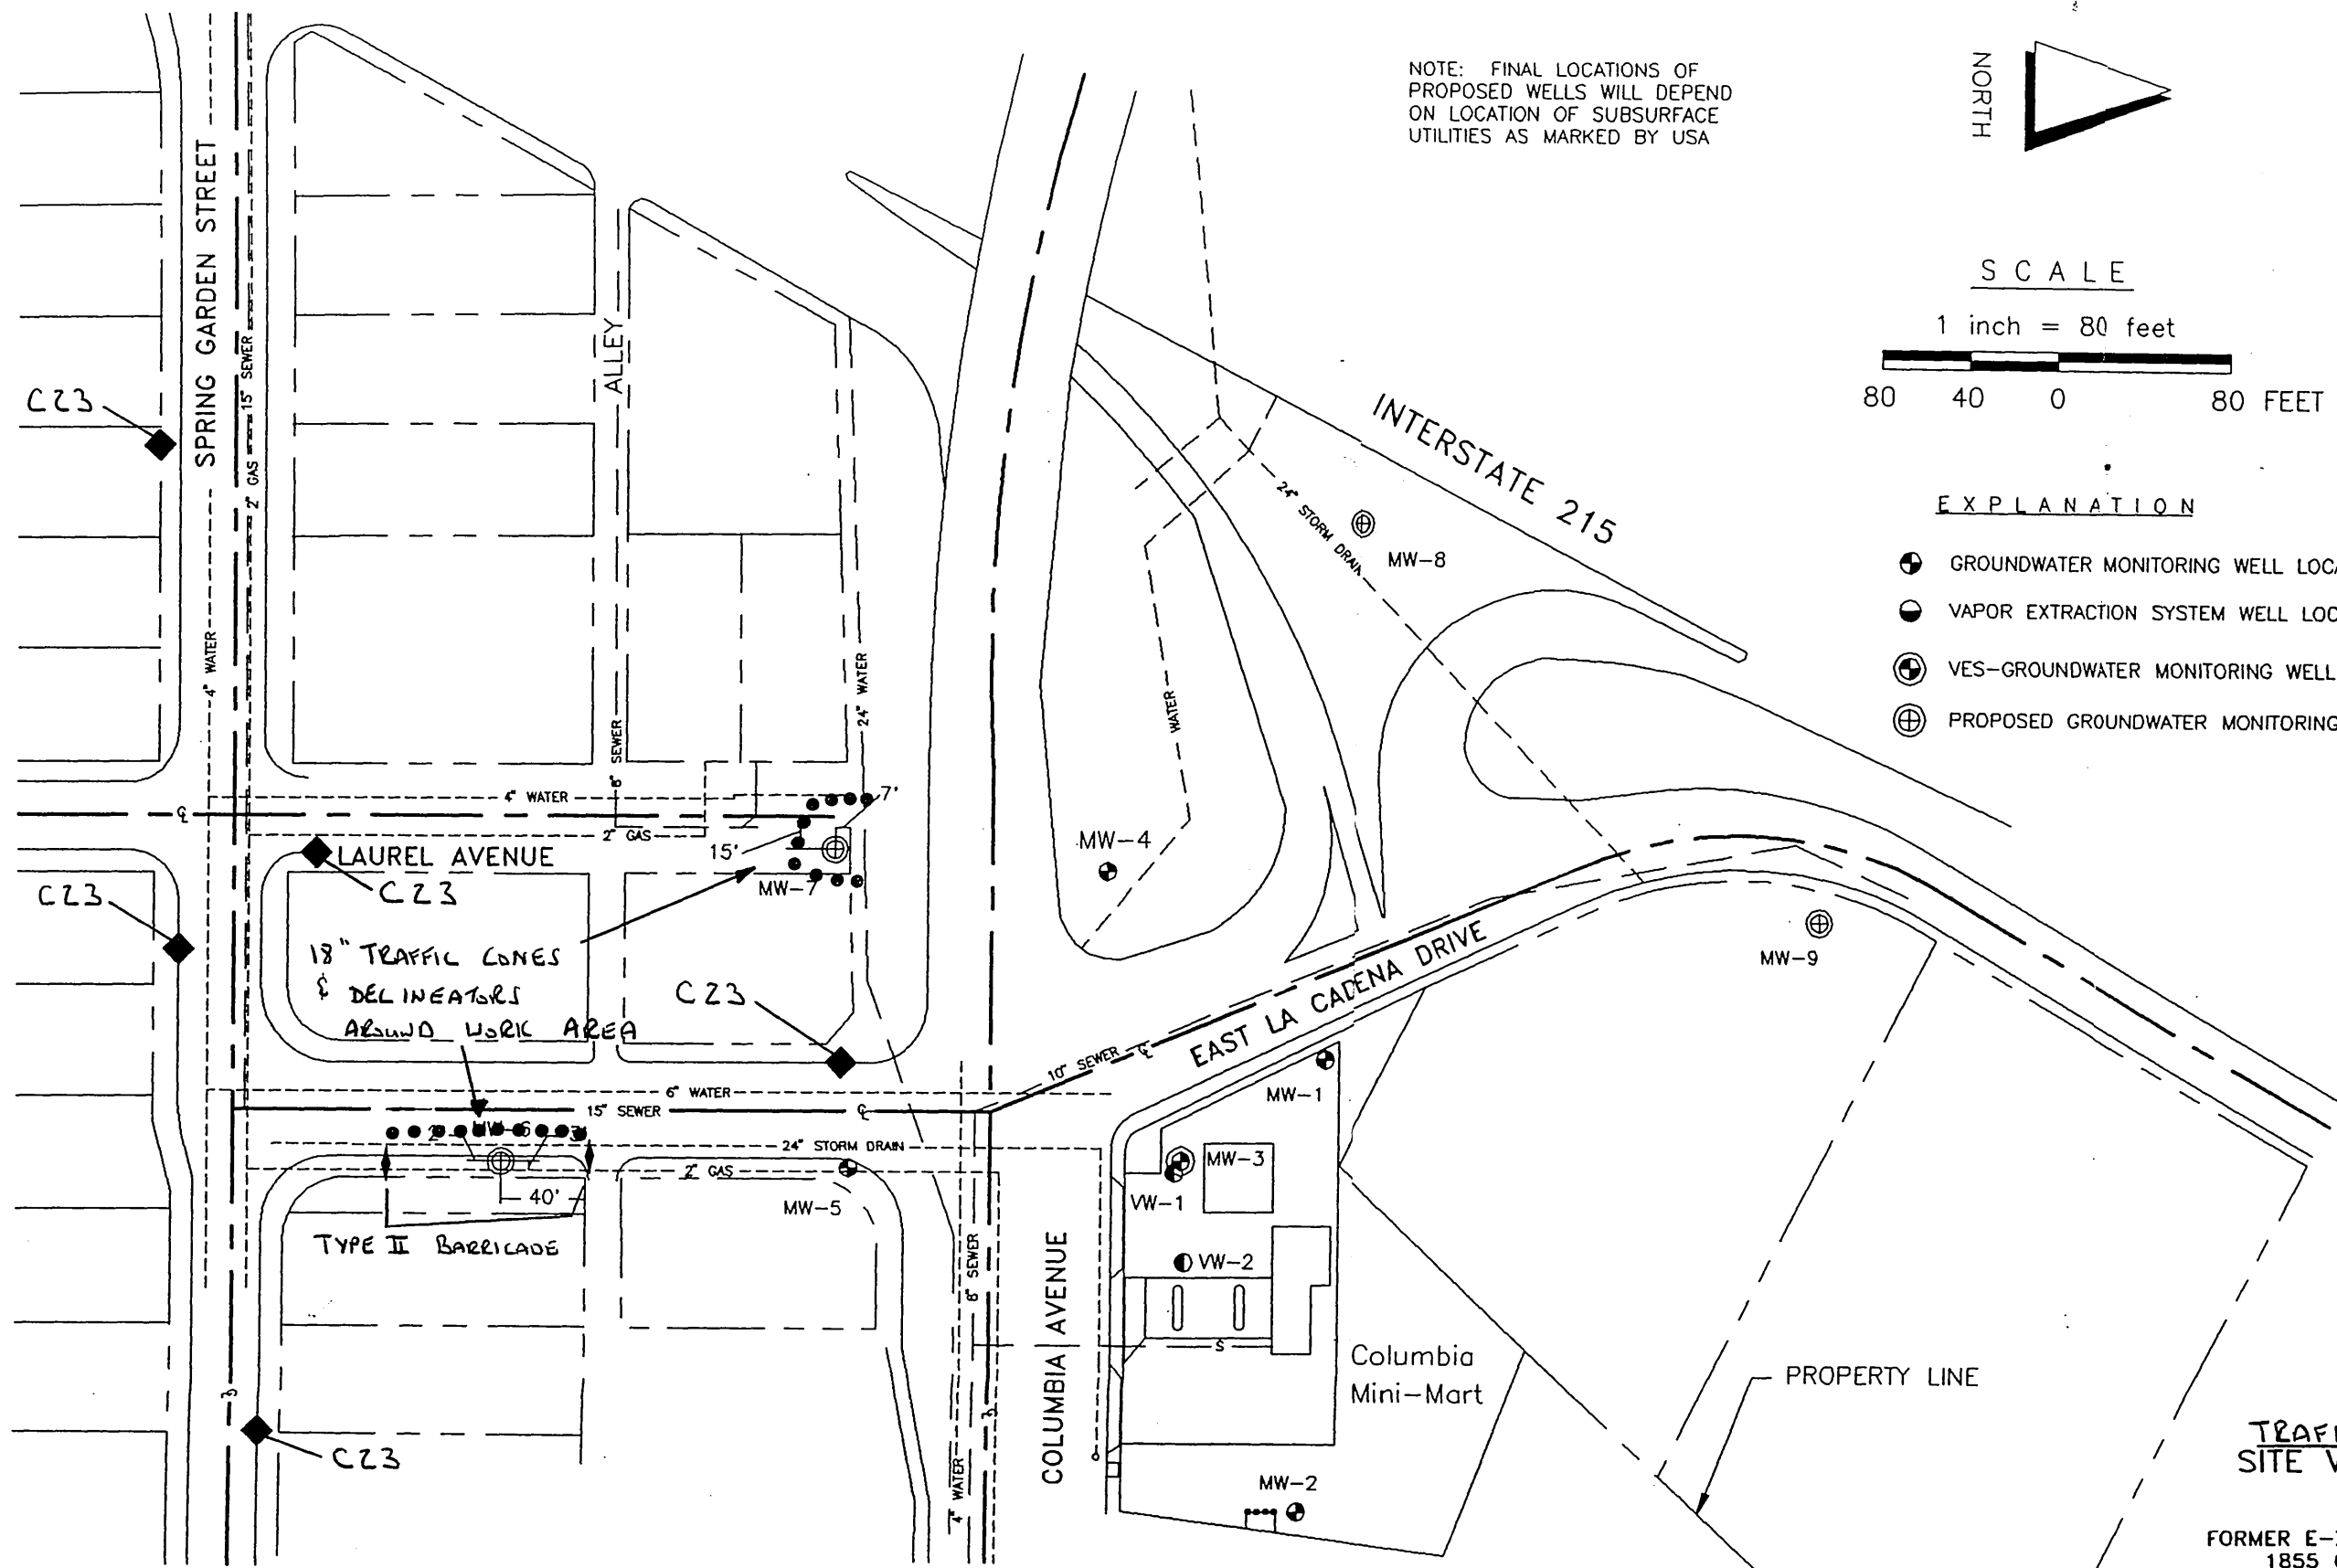 NOTE: FINAL LOCATIONS OF
PROPOSED WELLS WILL DEPEND
ON LOCATION OF SUBSURFACE
UTILITIES AS MARKED BY USA
NORTH
S C A L E
1 inch = 80 feet
80 40 0 80 FEET
E X P L A N A T I O N
GROUNDWATER MONITORING WELL LOCA
VAPOR EXTRACTION SYSTEM WELL LOC
VES-GROUNDWATER MONITORING WELL
PROPOSED GROUNDWATER MONITORING
SPRING GARDEN STREET
15" SEWER
2" GAS
4" WATER
C23
ALLEY
8" SEWER
24" WATER
INTERSTATE 215
24" STORM DRAIN
MW-8
WATER
4" WATER
7'
2" GAS
15'
LAUREL AVENUE
MW-7
C23
C23
MW-4
18" TRAFFIC CONES
& DELINEATORS
AROUND WORK AREA
C23
EAST LA CADENA DRIVE
MW-9
10" SEWER
MW-1
6" WATER
15" SEWER
MW-6
24" STORM DRAIN
2" GAS
40'
MW-5
MW-3
VW-1
VW-2
TYPE II BARRICADE
8" SEWER
COLUMBIA AVENUE
S
Columbia
Mini-Mart
PROPERTY LINE
C23
4" WATER
MW-2
TRAF
SITE V
FORMER E-
1855